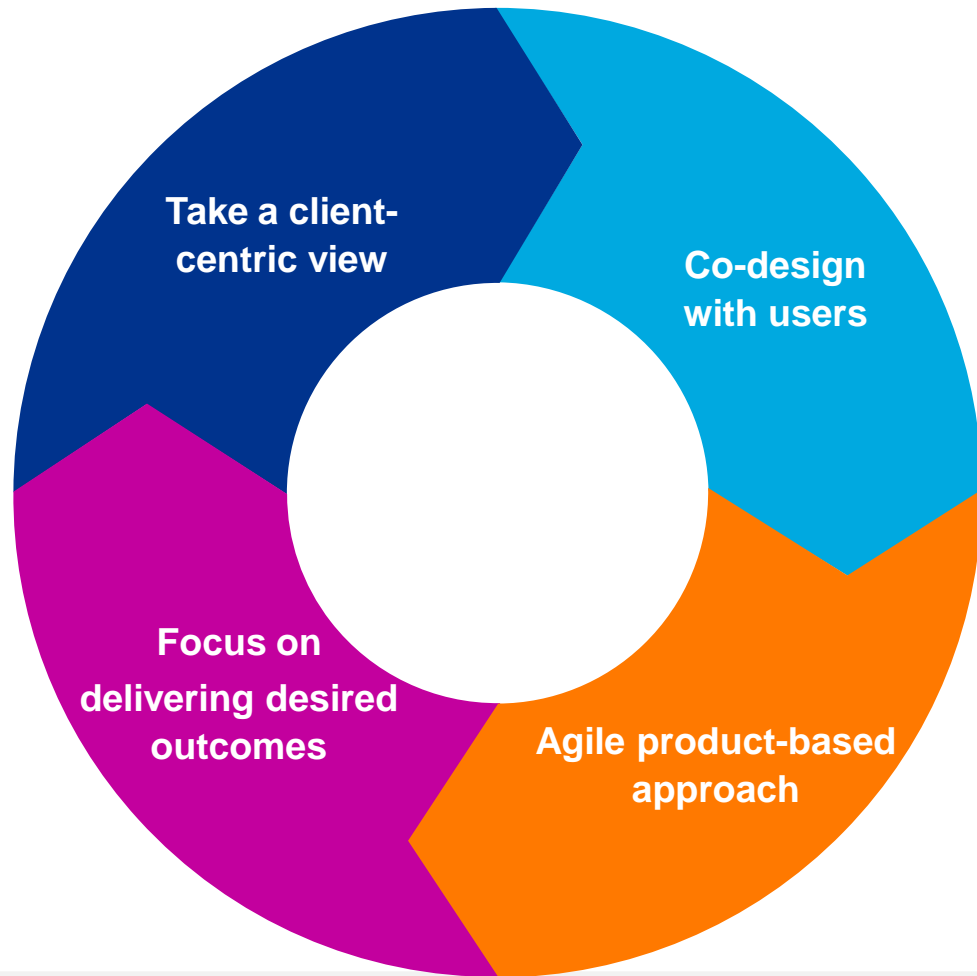 Take a client-
centric view
Co-design
with users
Agile product-based
approach
Focus on
delivering desired
outcomes